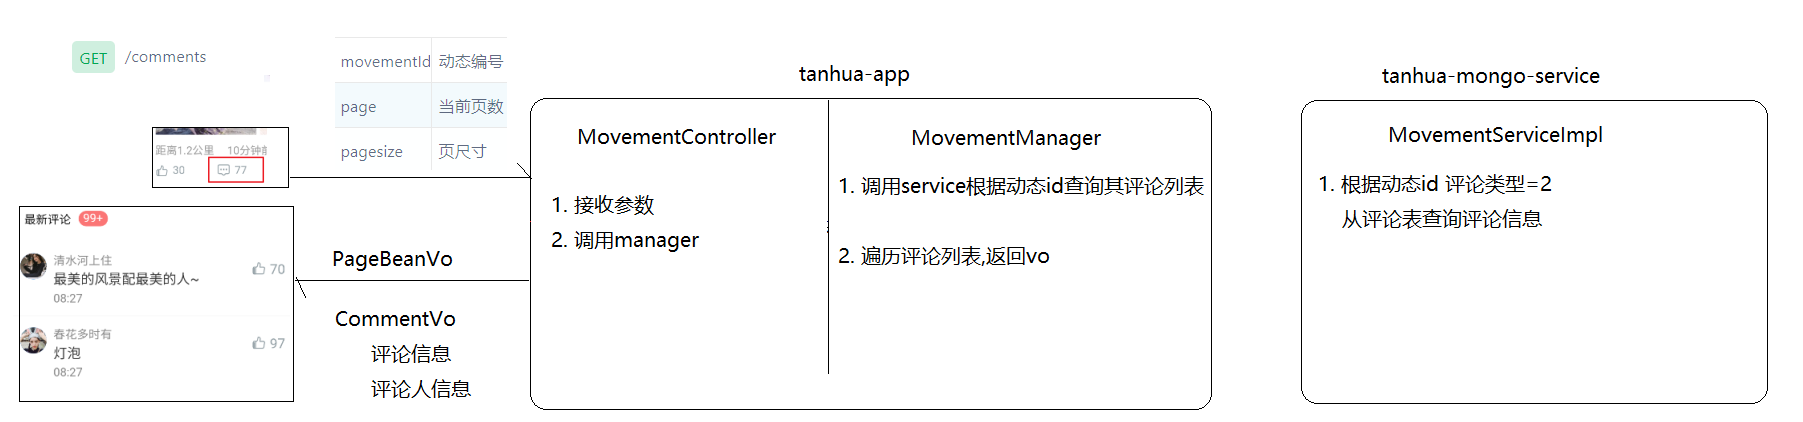 GET /comments
movementId 动态编号
page 当前页数
pagesize 页尺寸
距离1.2公里 10分钟前
30 77
最新评论 99+
清水河上住
最美的风景配最美的人~
70
08:27
春花多时有
灯泡
97
08:27
PageBeanVo
CommentVo
评论信息
评论人信息
tanhua-app
MovementController
1. 接收参数
2. 调用manager
MovementManager
1. 调用service根据动态id查询其评论列表
2. 遍历评论列表,返回vo
tanhua-mongo-service
MovementServiceImpl
1. 根据动态id 评论类型=2
从评论表查询评论信息